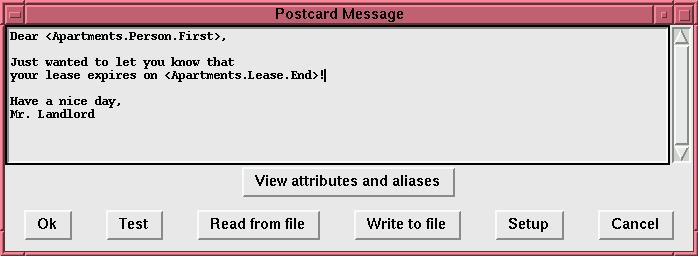 Postcard Message
Dear <Apartments.Person.First>,
Just wanted to let you know that
your lease expires on <Apartments.Lease.End>!
Have a nice day,
Mr. Landlord
View attributes and aliases
Ok Test Read from file Write to file Setup Cancel